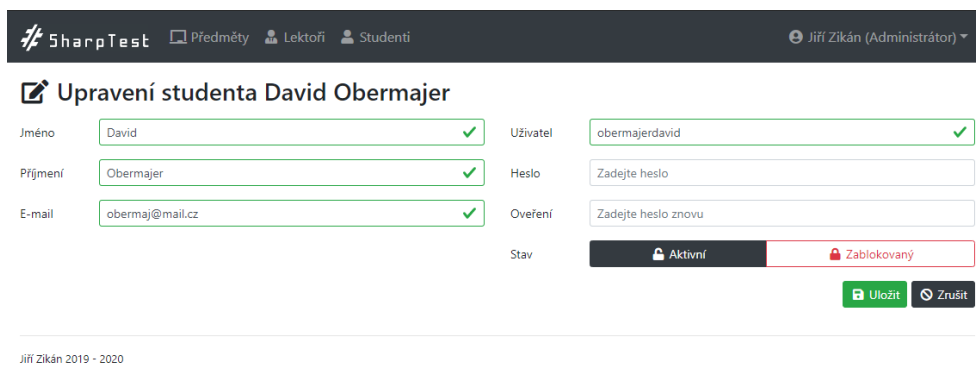 SharpTest Předměty Lektoři Studenti Jiří Zikán (Administrátor)
Upravení studenta David Obermajer
Jméno David Uživatel obermajerdavid
Příjmení Obermajer Heslo Zadejte heslo
E-mail obermaj@mail.cz Oveření Zadejte heslo znovu
Stav Aktivní Zablokovaný
Uložit Zrušit
Jiří Zikán 2019 - 2020